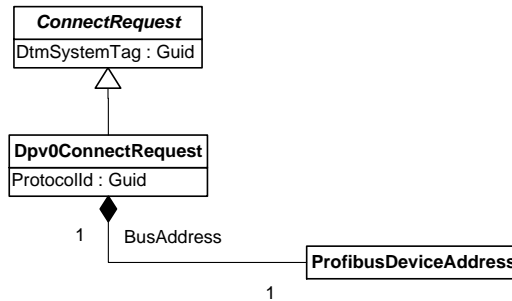 ConnectRequest
DtmSystemTag : Guid
Dpv0ConnectRequest
ProtocolId : Guid
1
BusAddress
ProfibusDeviceAddress
1